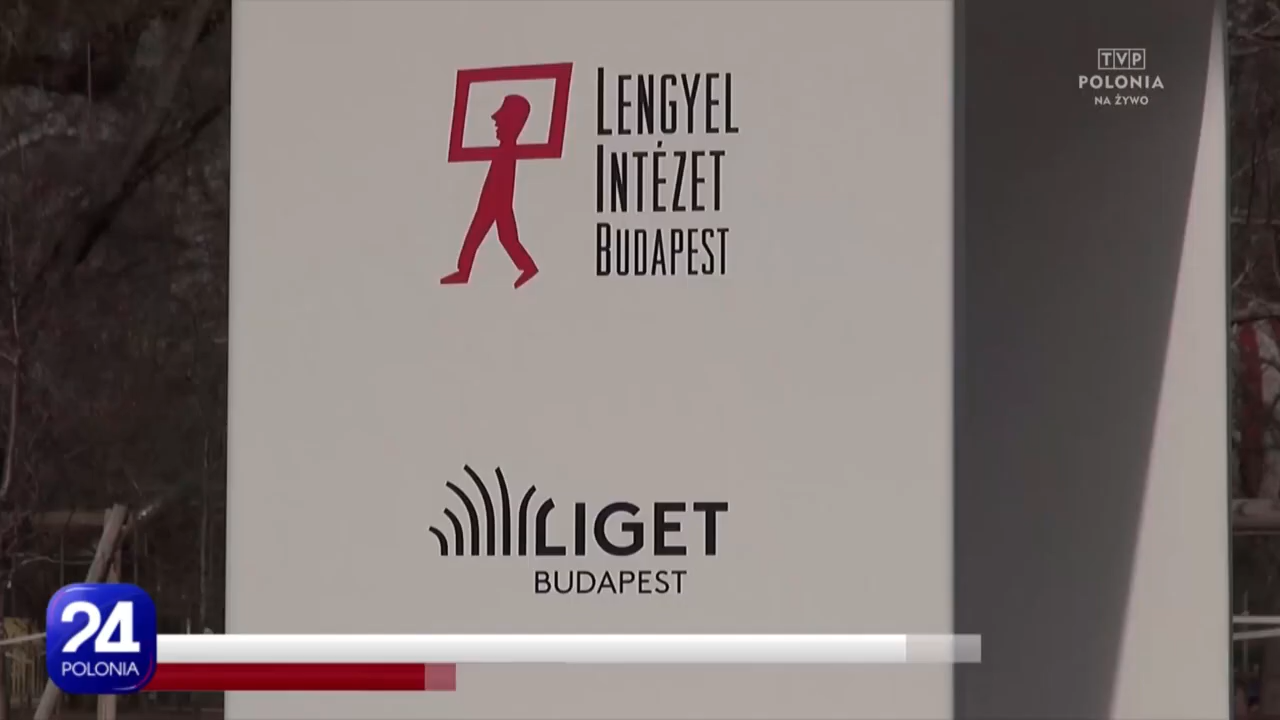 TVP
POLONIA
NA ŻYWO
LENGYEL
INTÉZET
BUDAPEST
LIGET
BUDAPEST
24
POLONIA